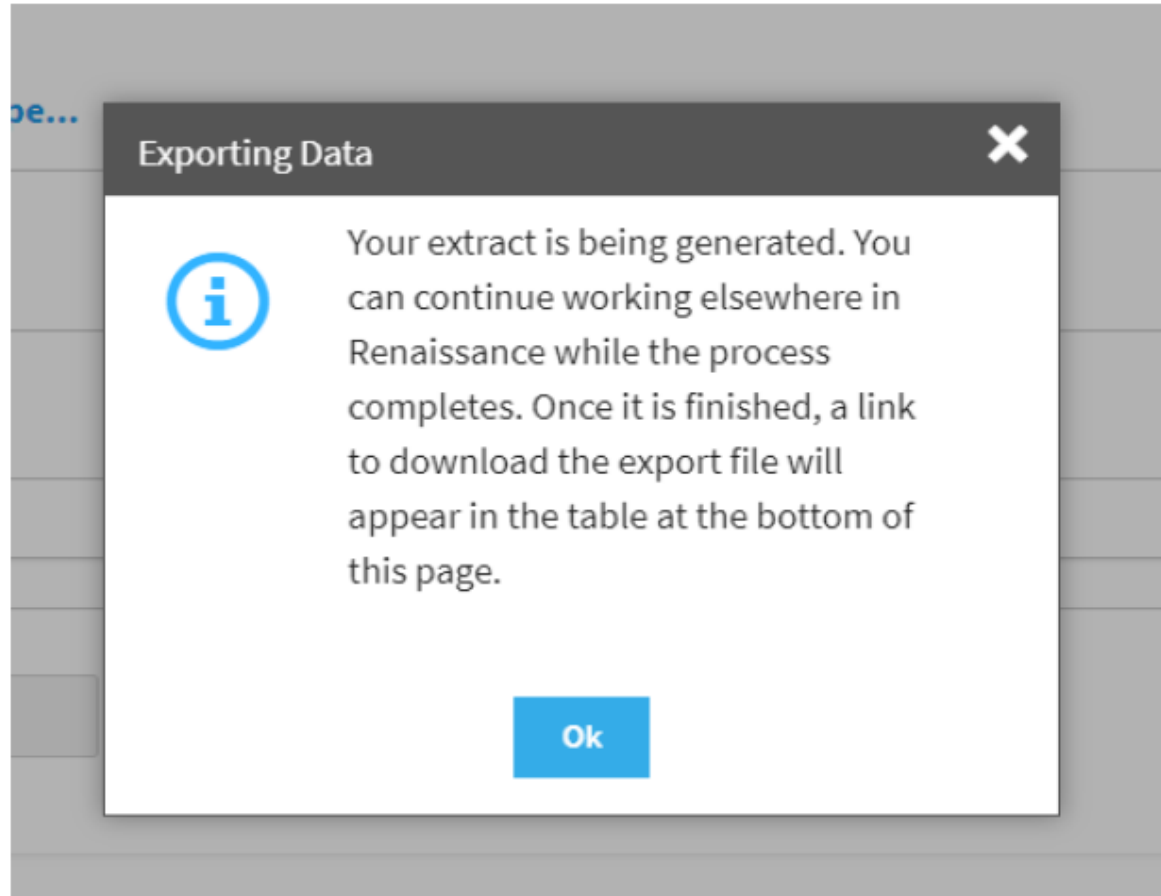 pe...
Exporting Data
Your extract is being generated. You
can continue working elsewhere in
Renaissance while the process
completes. Once it is finished, a link
to download the export file will
appear in the table at the bottom of
this page.
Ok